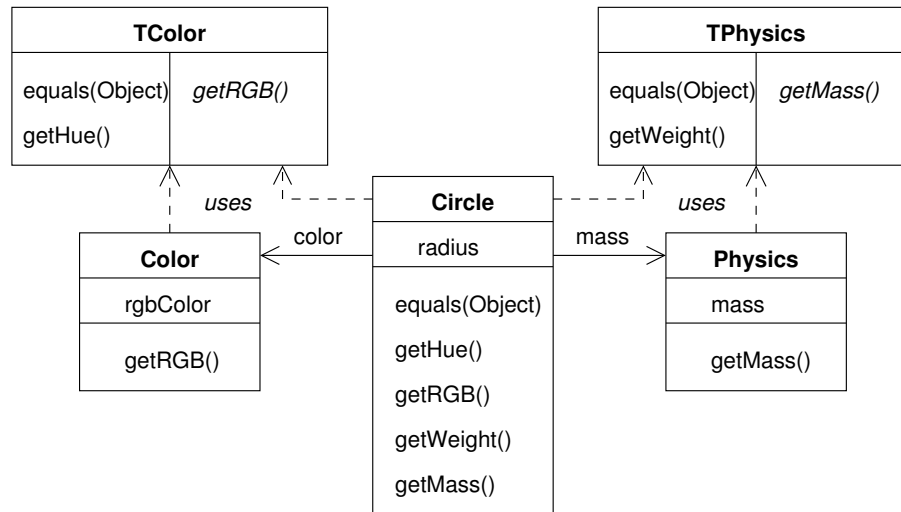 TColor
equals(Object)
getHue()
getRGB()
TPhysics
equals(Object)
getWeight()
getMass()
uses
uses
Color
rgbColor
getRGB()
color
Circle
radius
equals(Object)
getHue()
getRGB()
getWeight()
getMass()
mass
Physics
mass
getMass()